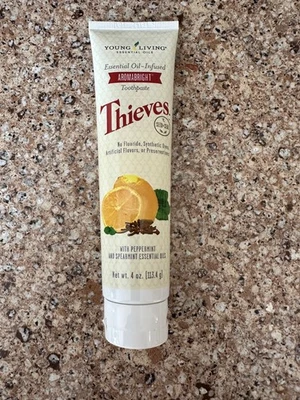 YOUNG LIVING®
ESSENTIAL OILS
Essential Oil-Infused
AROMABRIGHT™
Toothpaste
Thieves
No Fluoride, Synthetic Dyes,
Artificial Flavors, or Preservatives
WITH PEPPERMINT
AND SPEARMINT ESSENTIAL OILS
Net wt. 4 oz. (113.4 g)